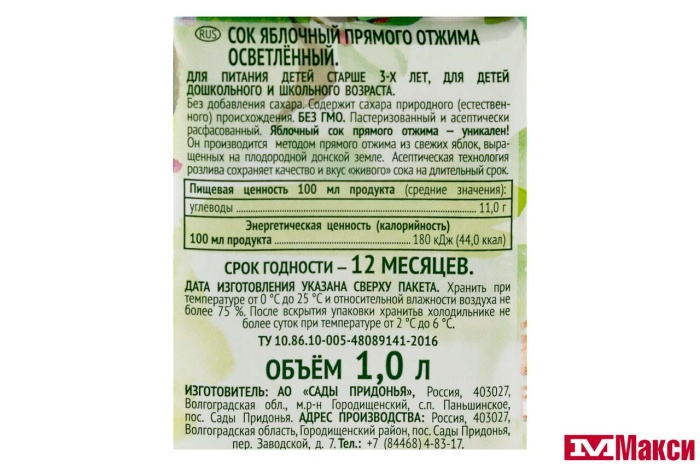 RUS СОК ЯБЛОЧНЫЙ ПРЯМОГО ОТЖИМА
ОСВЕТЛЁННЫЙ.
ДЛЯ ПИТАНИЯ ДЕТЕЙ СТАРШЕ 3-Х ЛЕТ, ДЛЯ ДЕТЕЙ
ДОШКОЛЬНОГО И ШКОЛЬНОГО ВОЗРАСТА.
Без добавления сахара. Содержит сахара природного (естествен-
ного) происхождения. БЕЗ ГМО. Пастеризованный и асептически
расфасованный. Яблочный сок прямого отжима — уникален!
Он производится методом прямого отжима из свежих яблок, выра-
щенных на плодородной донской земле. Асептическая технология
розлива сохраняет качество и вкус «живого» сока на длительный срок.
Пищевая ценность 100 мл продукта (средние значения):
углеводы 11,0 г
Энергетическая ценность (калорийность)
100 мл продукта 180 кДж (44,0 ккал)
СРОК ГОДНОСТИ – 12 МЕСЯЦЕВ.
ДАТА ИЗГОТОВЛЕНИЯ УКАЗАНА СВЕРХУ ПАКЕТА. Хранить при
температуре от 0 °С до 25 °С и относительной влажности воздуха не
более 75 %. После вскрытия упаковки хранитьв холодильнике не
более суток при температуре от 2 °С до 6 °С.
ТУ 10.86.10-005-48089141-2016
ОБЪЁМ 1,0 Л
ИЗГОТОВИТЕЛЬ: АО «САДЫ ПРИДОНЬЯ», Россия, 403027,
Волгоградская обл., м.р-н Городищенский, с.п. Паньшинское,
пос. Сады Придонья. АДРЕС ПРОИЗВОДСТВА: Россия, 403027,
Волгоградская область, Городищенский район, пос. Сады Придонья,
пер. Заводской, д. 7. Тел.: +7 (84468) 4-83-17.
Макси